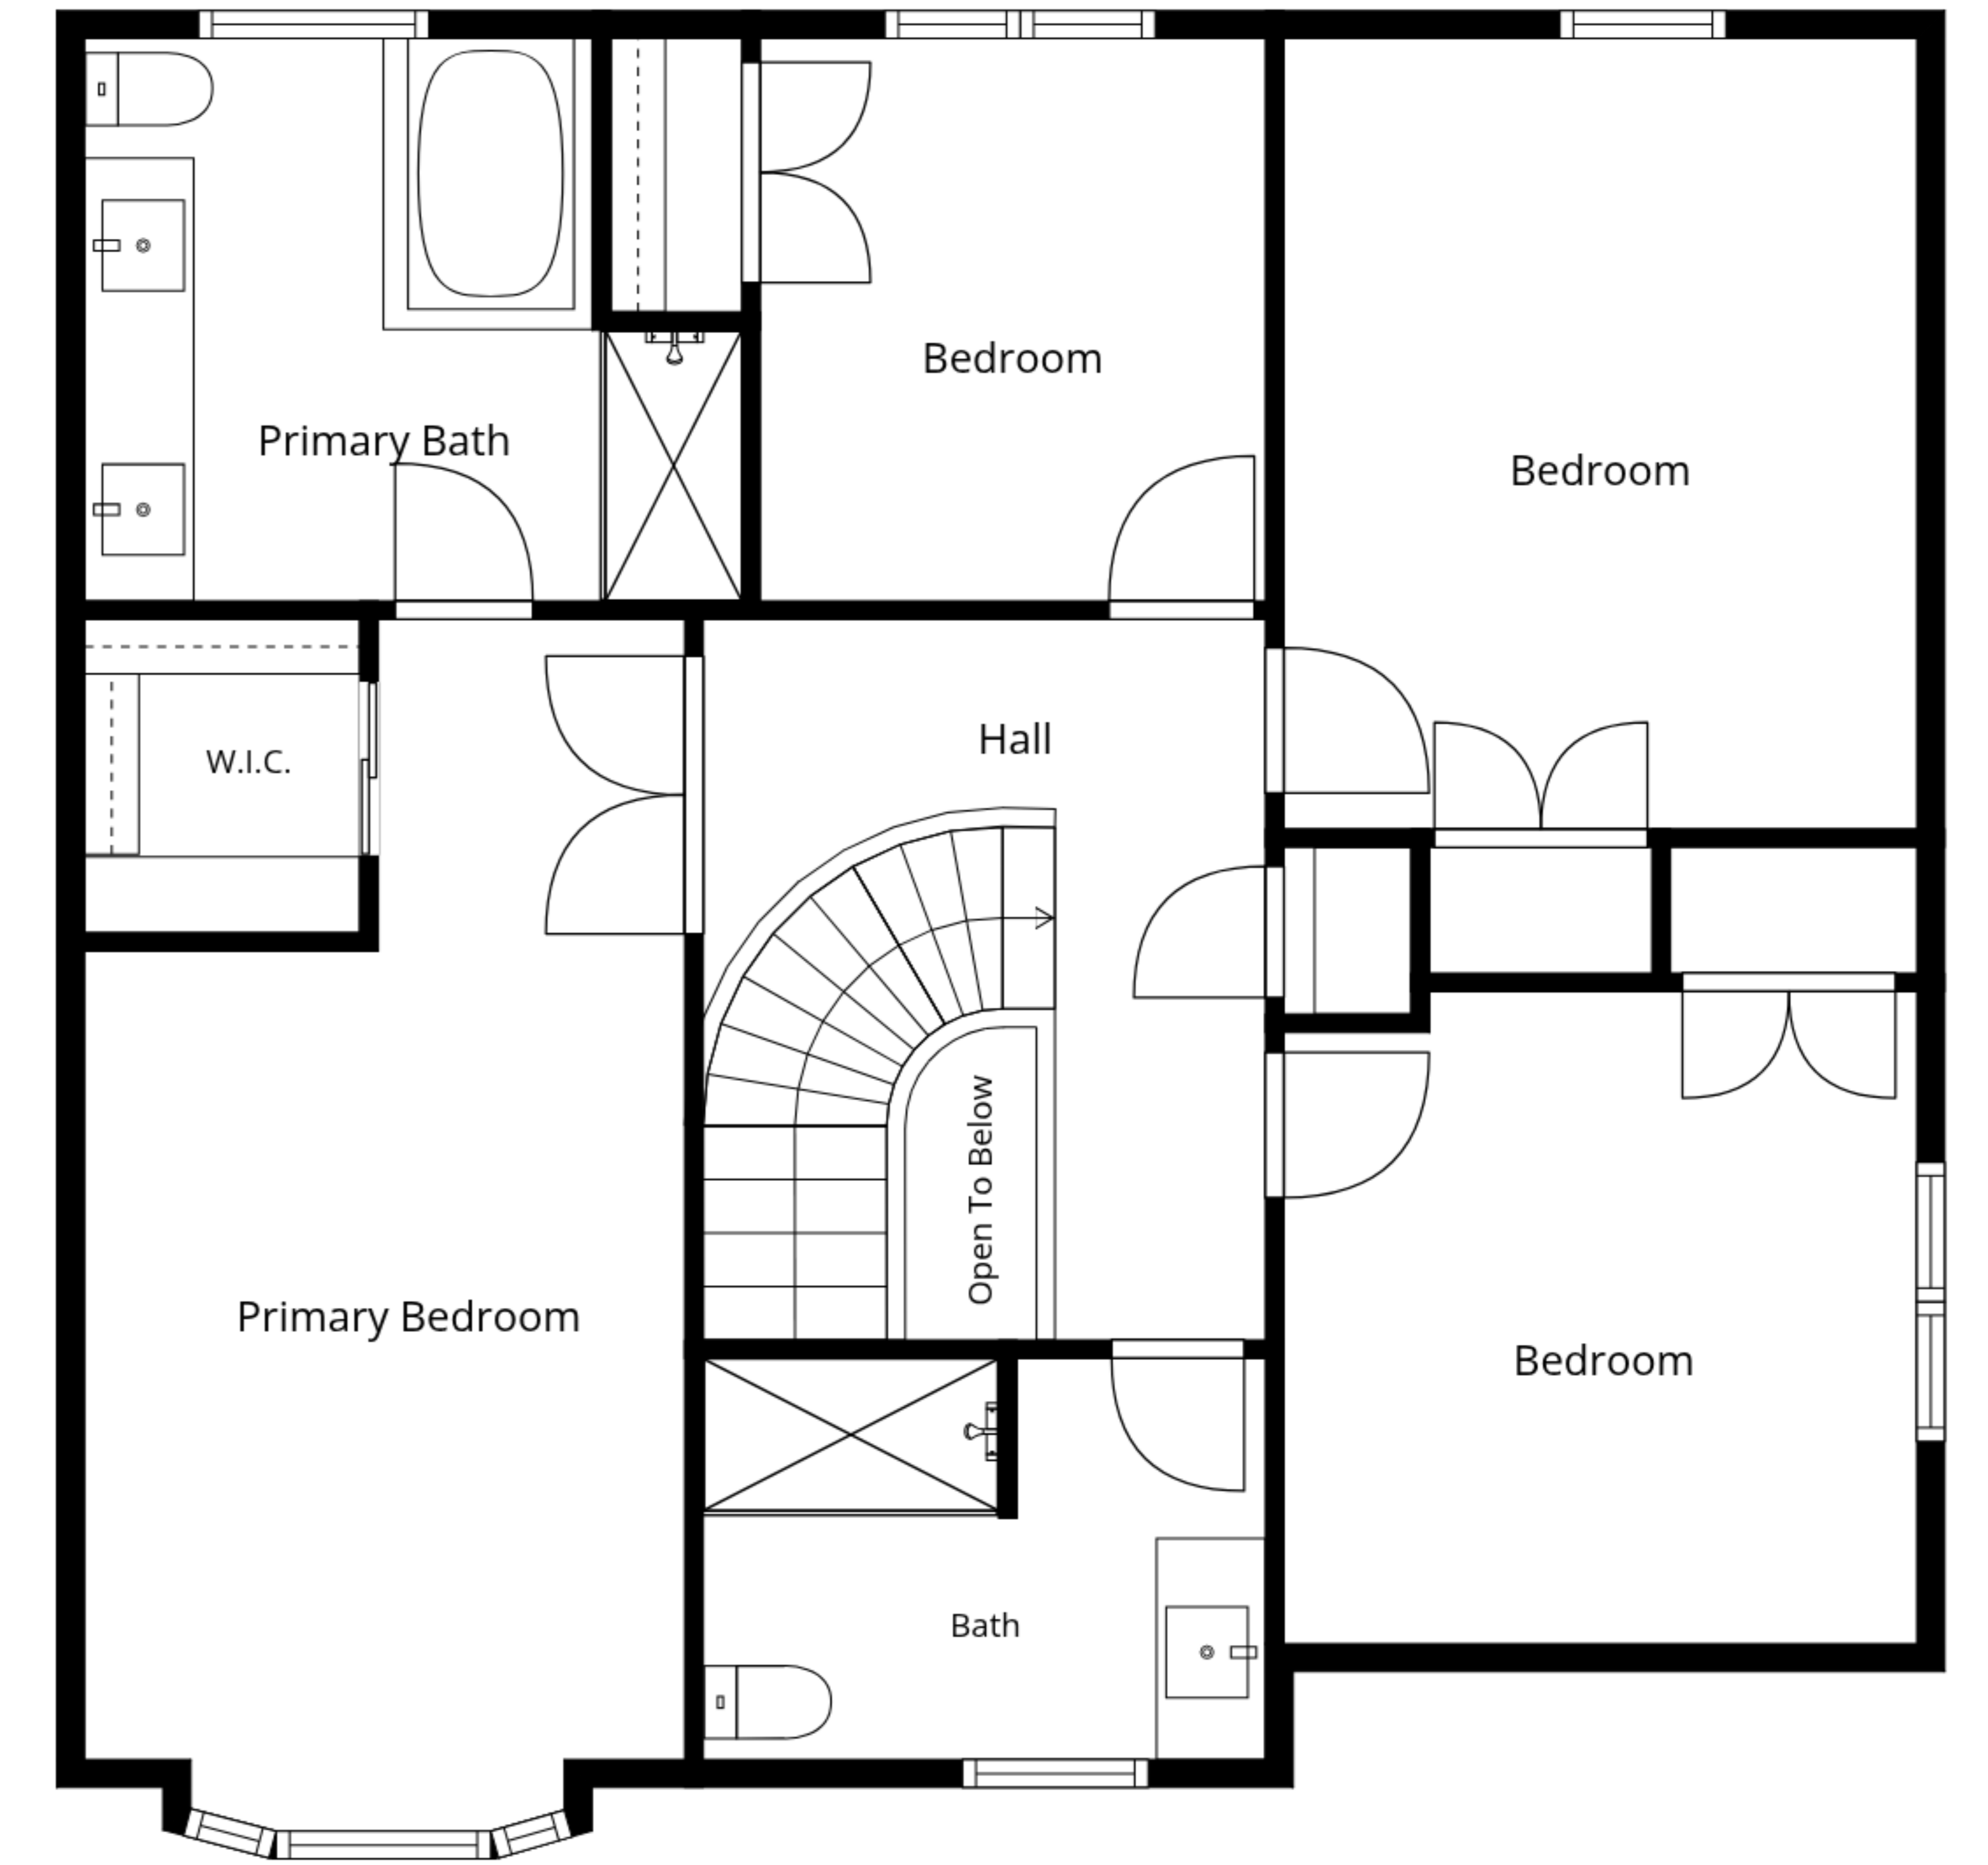 Bedroom
Primary Bath
Bedroom
Hall
W.I.C.
Open To Below
Primary Bedroom
Bedroom
Bath